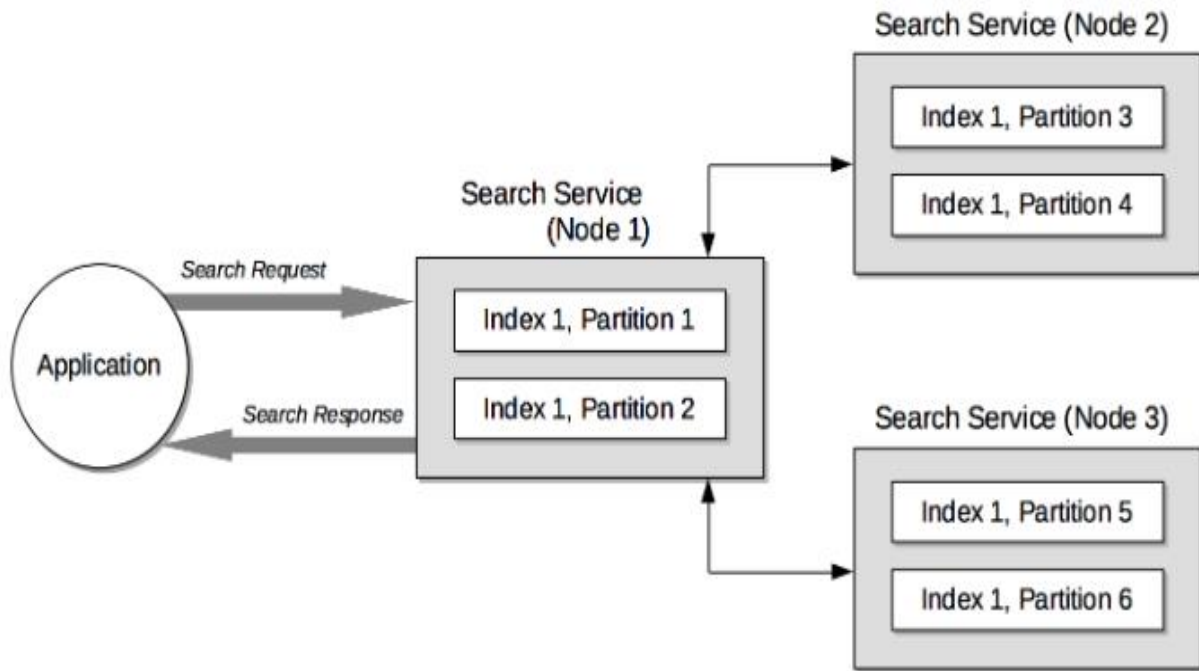 Search Service (Node 2)
Index 1, Partition 3
Index 1, Partition 4
Search Service
(Node 1)
Search Request
Index 1, Partition 1
Application
Index 1, Partition 2
Search Response
Search Service (Node 3)
Index 1, Partition 5
Index 1, Partition 6